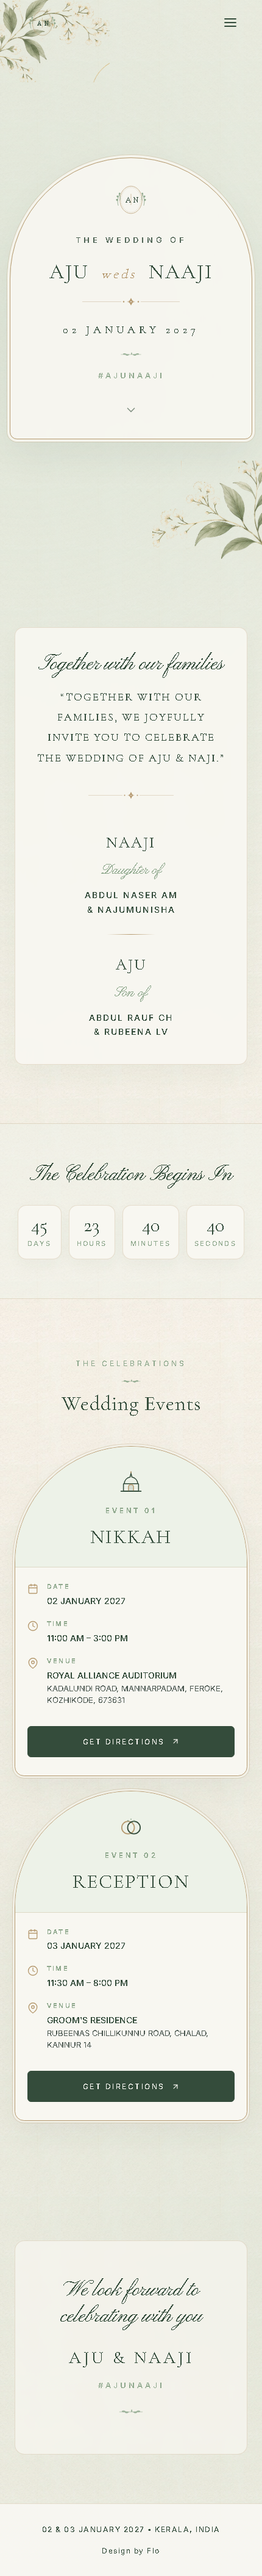 AN
AN
THE WEDDING OF
AJU weds NAAJI
02 JANUARY 2027
#AJUNAAJI
Together with our families
"TOGETHER WITH OUR
FAMILIES, WE JOYFULLY
INVITE YOU TO CELEBRATE
THE WEDDING OF AJU & NAJI."
NAAJI
Daughter of
ABDUL NASER AM
& NAJUMUNISHA
AJU
Son of
ABDUL RAUF CH
& RUBEENA LV
The Celebration Begins In
45 23 40 40
DAYS HOURS MINUTES SECONDS
THE CELEBRATIONS
Wedding Events
EVENT 01
NIKKAH
DATE
02 JANUARY 2027
TIME
11:00 AM – 3:00 PM
VENUE
ROYAL ALLIANCE AUDITORIUM
KADALUNDI ROAD, MANNARPADAM, FEROKE,
KOZHIKODE, 673631
GET DIRECTIONS
EVENT 02
RECEPTION
DATE
03 JANUARY 2027
TIME
11:30 AM – 8:00 PM
VENUE
GROOM'S RESIDENCE
RUBEENAS CHILLIKUNNU ROAD, CHALAD,
KANNUR 14
GET DIRECTIONS
We look forward to
celebrating with you
AJU & NAAJI
#AJUNAAJI
02 & 03 JANUARY 2027 • KERALA, INDIA
Design by Flo